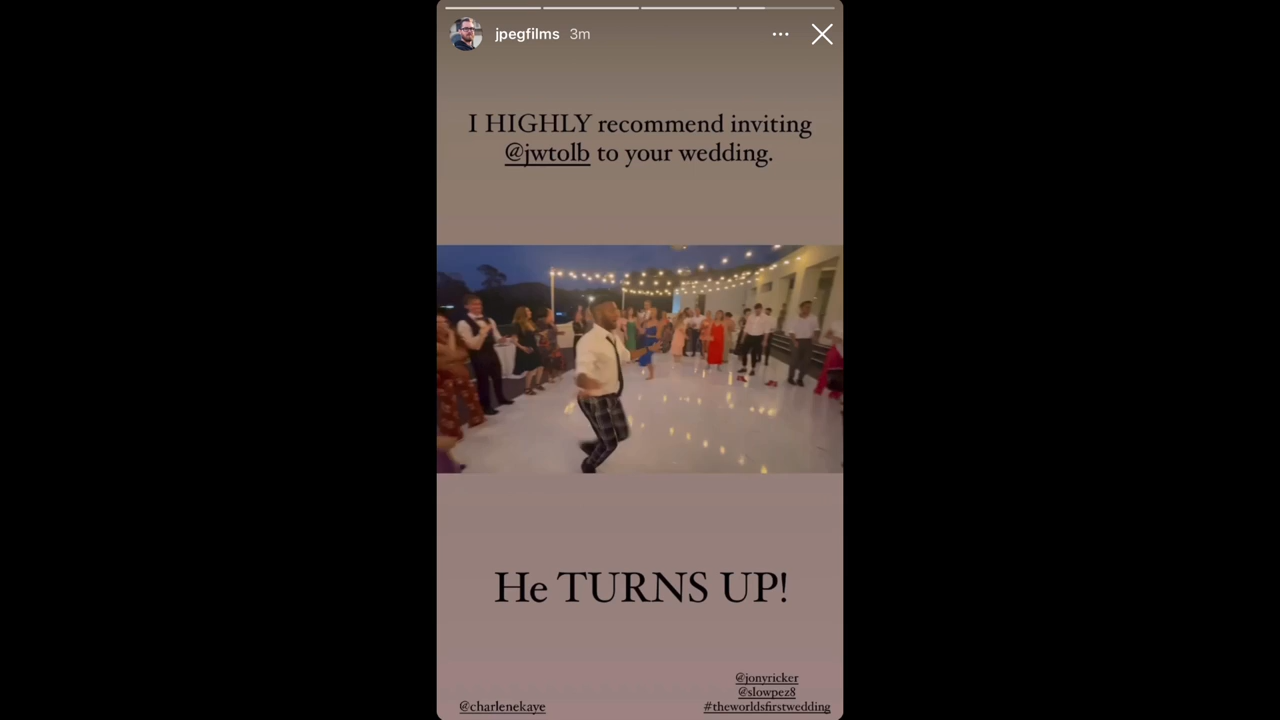 jpegfilms 3m
I HIGHLY recommend inviting
@jwtolb to your wedding.
He TURNS UP!
@jonyricker
@slowpez8
@charlenekaye #theworldsfirstwedding